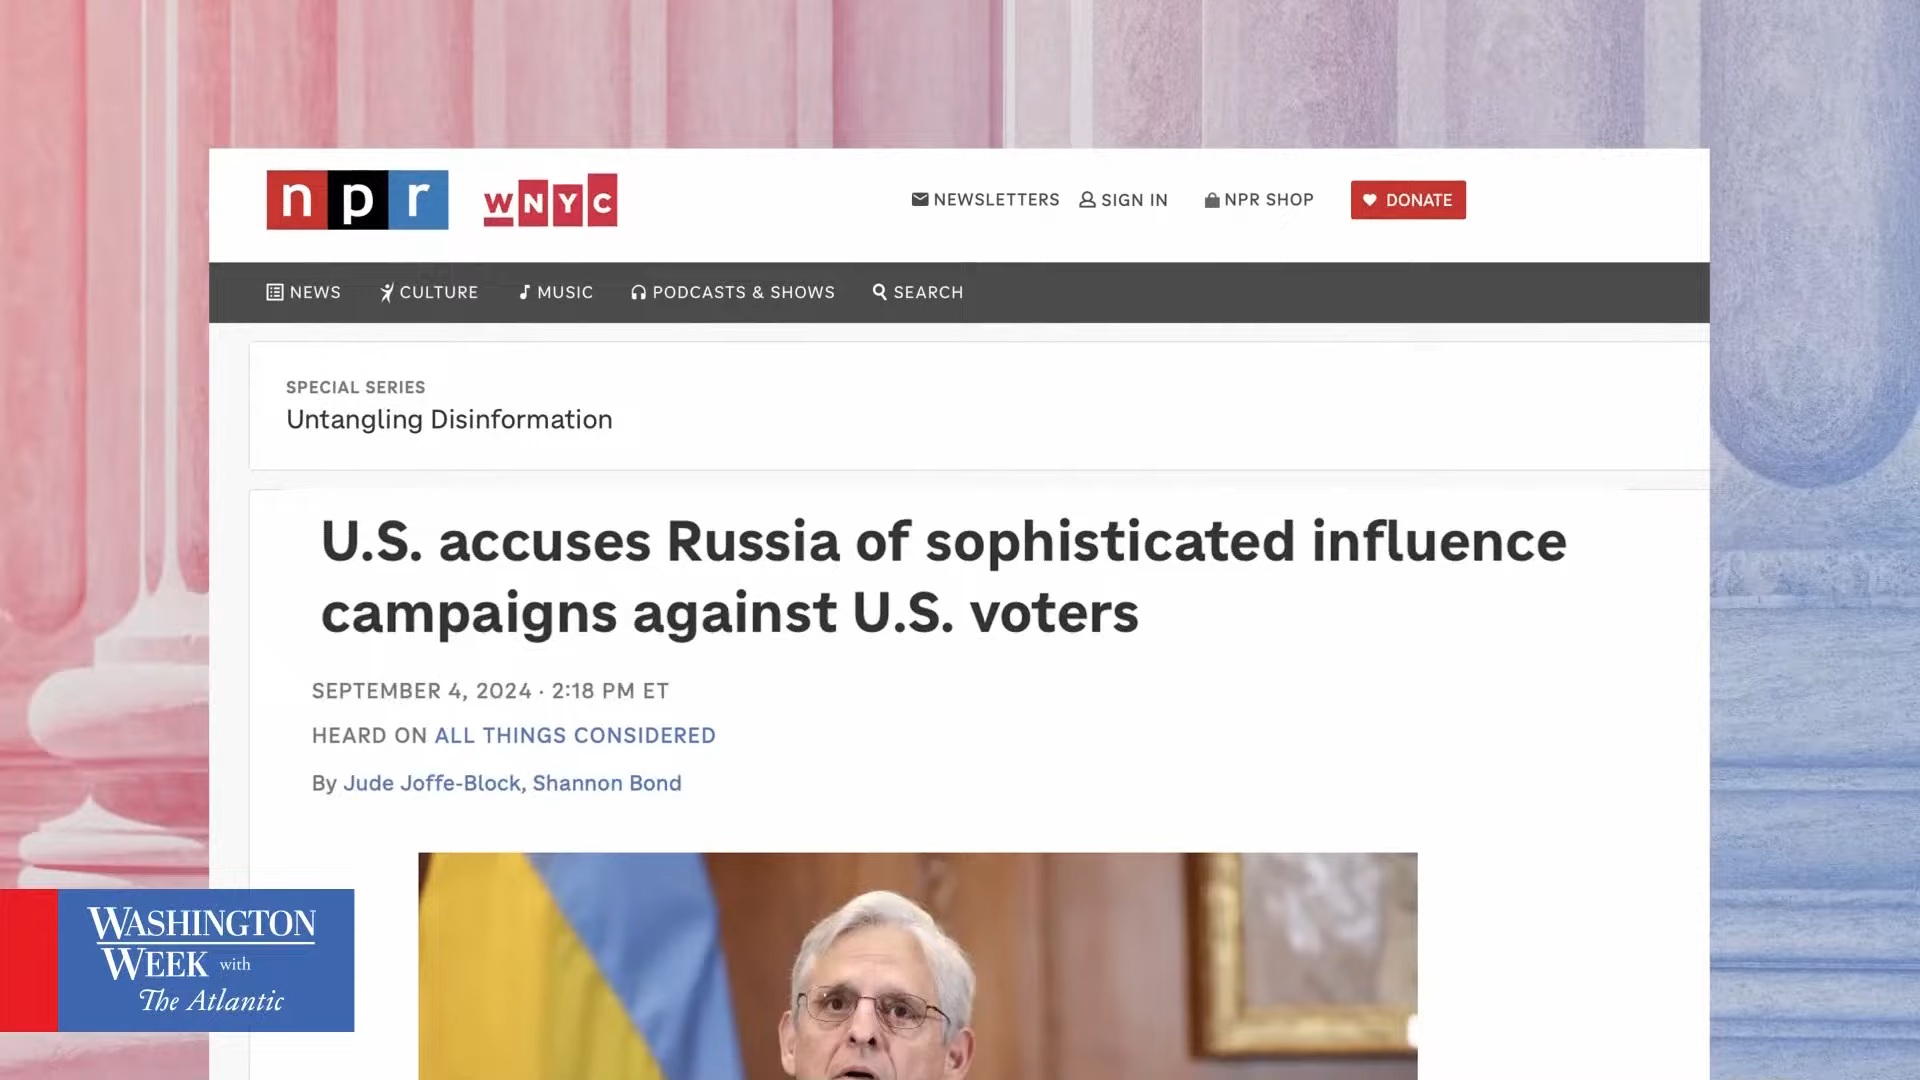 npr WNYC NEWSLETTERS SIGN IN NPR SHOP DONATE
NEWS CULTURE MUSIC PODCASTS & SHOWS SEARCH
SPECIAL SERIES
Untangling Disinformation
U.S. accuses Russia of sophisticated influence
campaigns against U.S. voters
SEPTEMBER 4, 2024 · 2:18 PM ET
HEARD ON ALL THINGS CONSIDERED
By Jude Joffe-Block, Shannon Bond
WASHINGTON
WEEK with
The Atlantic